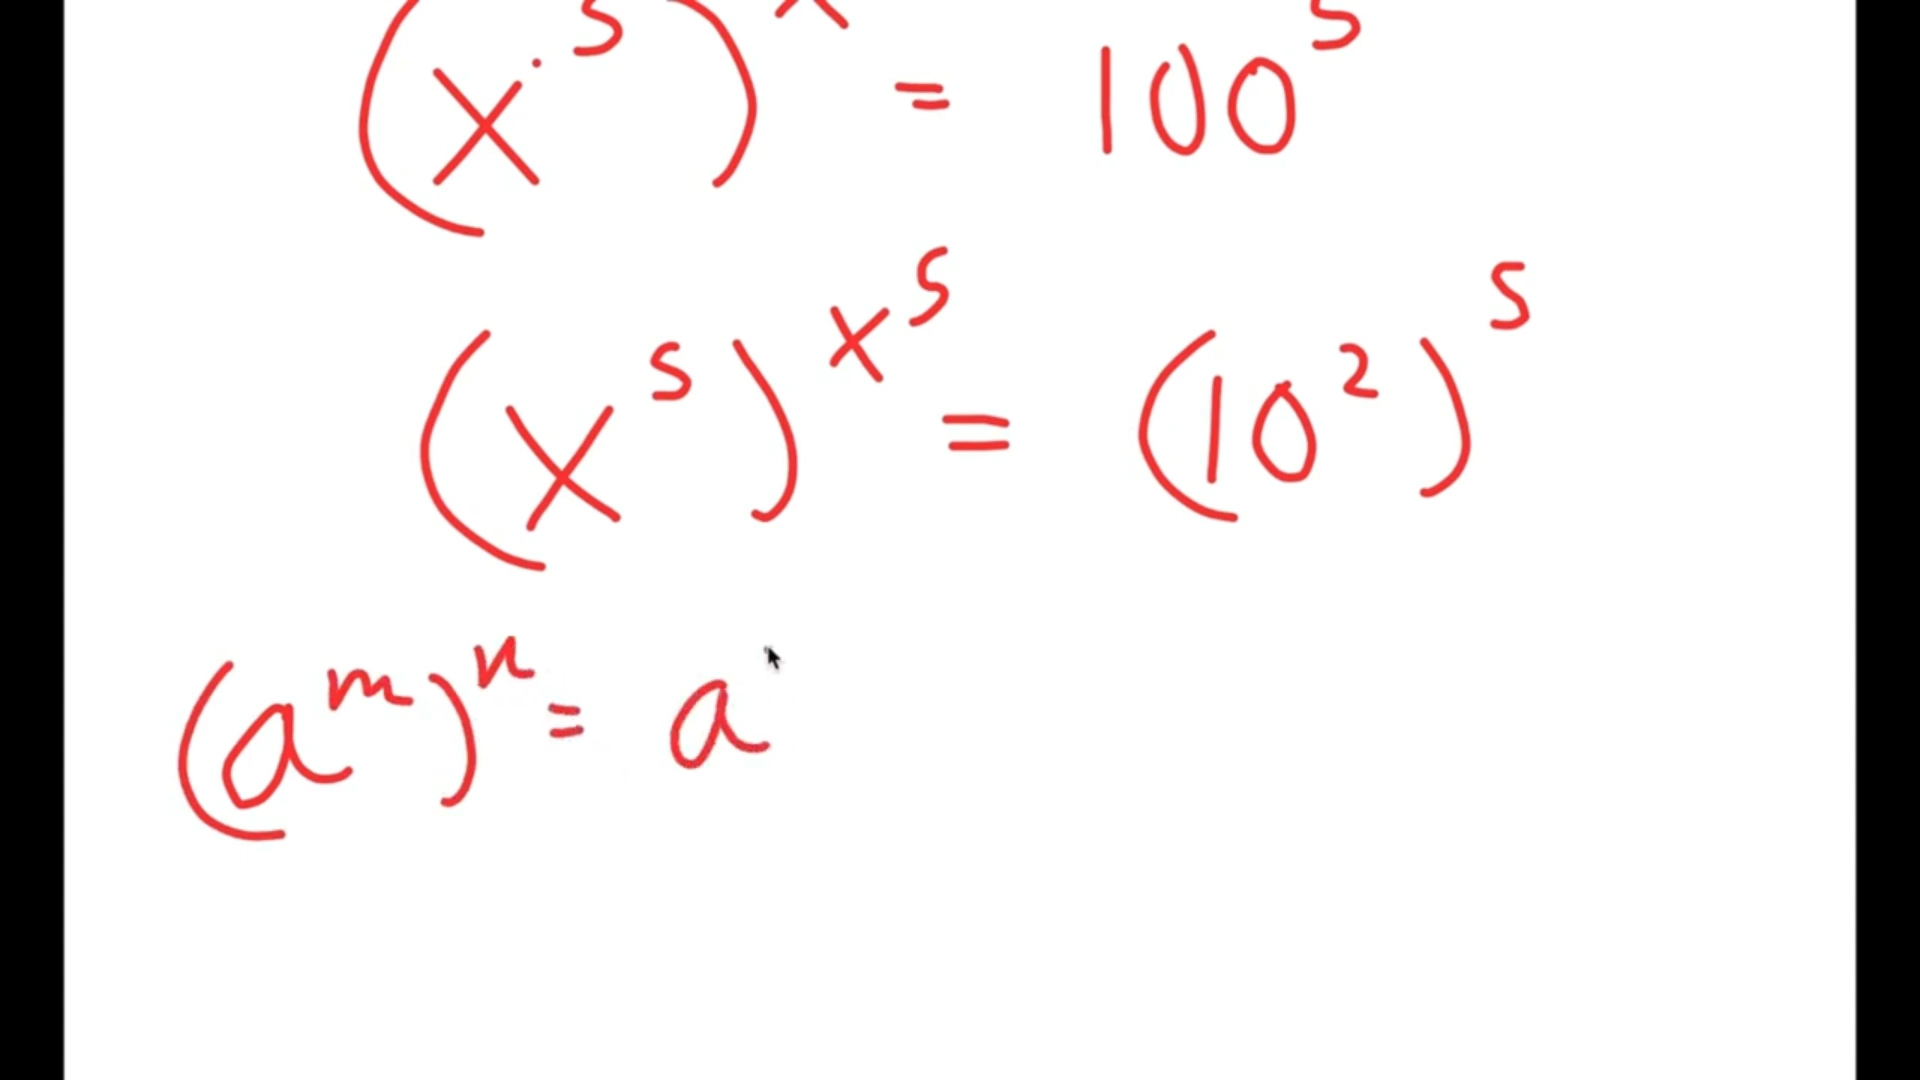 (x^5)^x = 100^5
(x^5)^x^5 = (10^2)^5
(a^m)^n = a